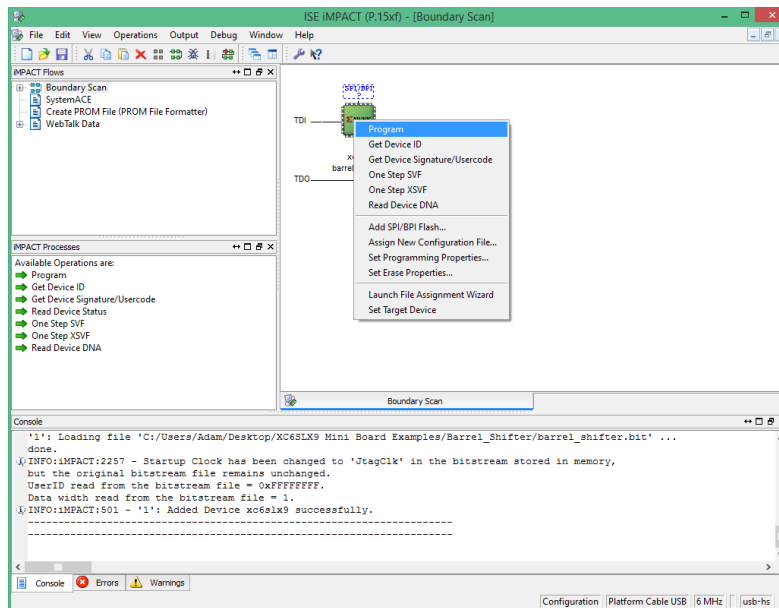 ISE iMPACT (P.15xf) - [Boundary Scan]
File Edit View Operations Output Debug Window Help
iMPACT Flows
Boundary Scan
SystemACE
Create PROM File (PROM File Formatter)
WebTalk Data
SPI/BPI
?
TDI
TDO
Program
Get Device ID
Get Device Signature/Usercode
One Step SVF
One Step XSVF
Read Device DNA
Add SPI/BPI Flash...
Assign New Configuration File...
Set Programming Properties...
Set Erase Properties...
Launch File Assignment Wizard
Set Target Device
iMPACT Processes
Available Operations are:
Program
Get Device ID
Get Device Signature/Usercode
Read Device Status
One Step SVF
One Step XSVF
Read Device DNA
Boundary Scan
Console
'1': Loading file 'C:/Users/Adam/Desktop/XC6SLX9 Mini Board Examples/Barrel_Shifter/barrel_shifter.bit' ...
done.
INFO:iMPACT:2257 - Startup Clock has been changed to 'JtagClk' in the bitstream stored in memory,
but the original bitstream file remains unchanged.
UserID read from the bitstream file = 0xFFFFFFFF.
Data width read from the bitstream file = 1.
INFO:iMPACT:501 - '1': Added Device xc6slx9 successfully.
----------------------------------------------------------------------
----------------------------------------------------------------------
Console Errors Warnings
Configuration Platform Cable USB 6 MHz usb-hs